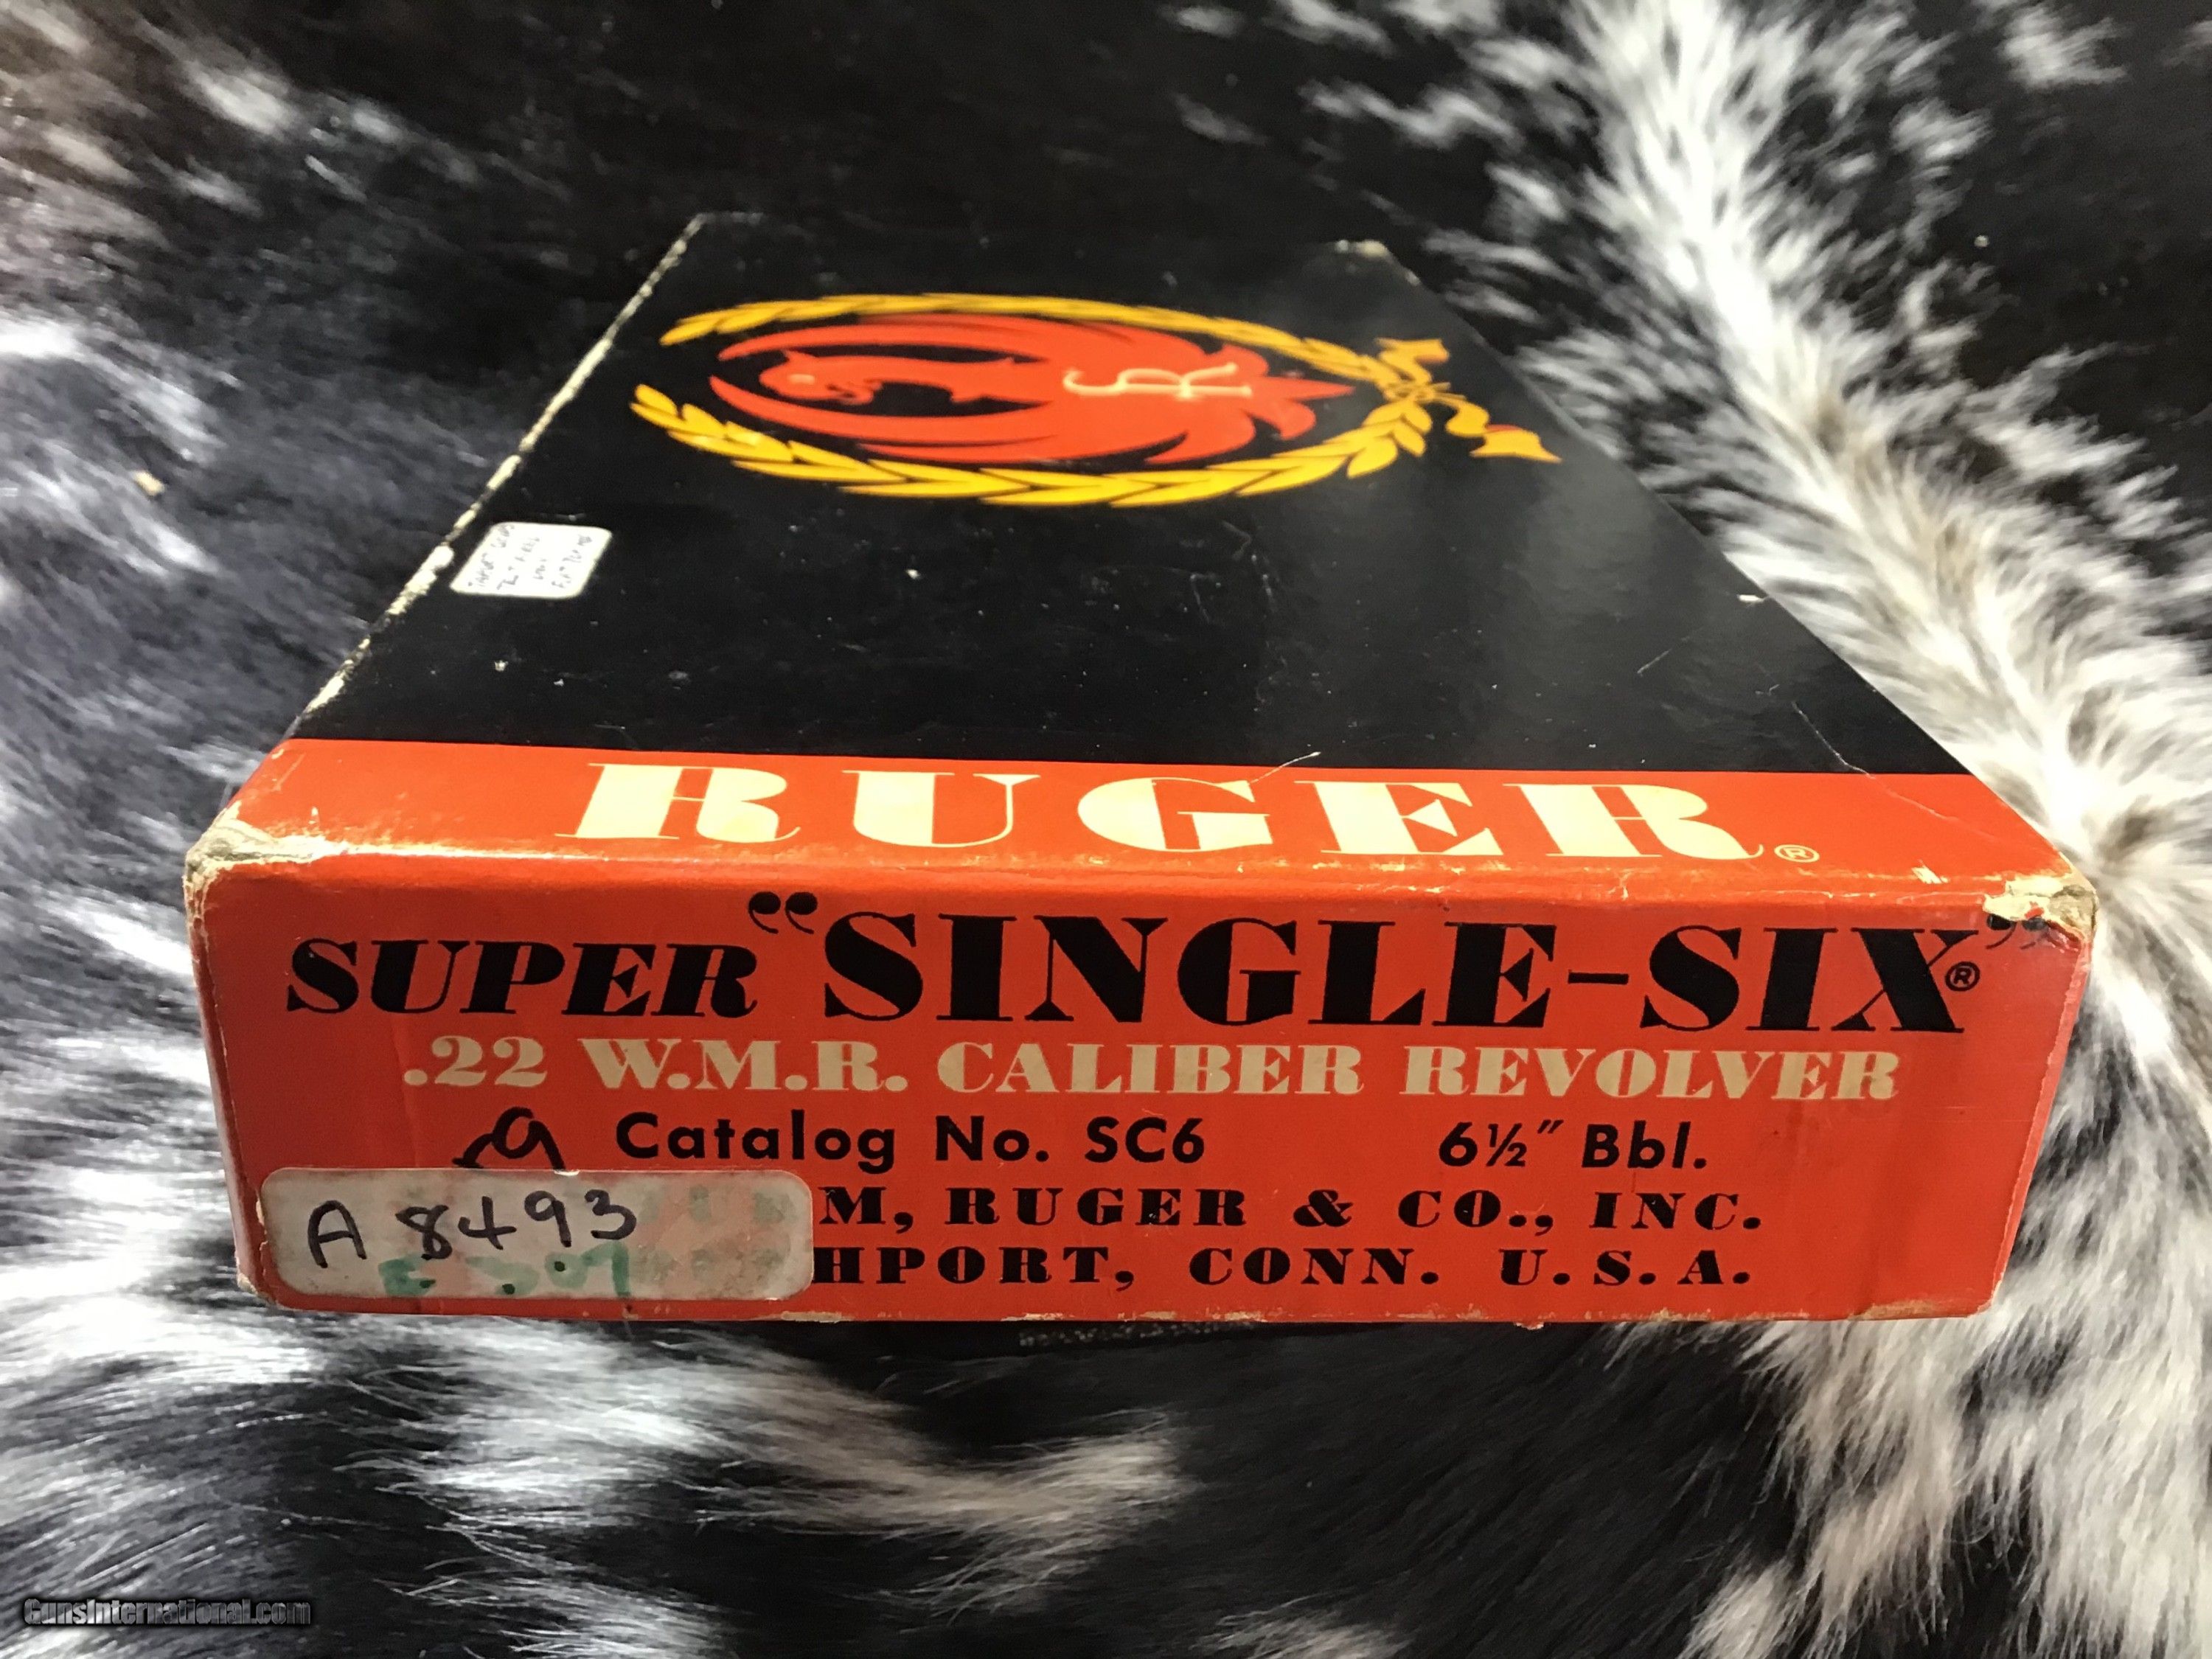 SR
RUGER®
SUPER "SINGLE-SIX"®
.22 W.M.R. CALIBER REVOLVER
Catalog No. SC6 6½" Bbl.
M, RUGER & CO., INC.
HPORT, CONN. U.S.A.
A 8493
GunsInternational.com